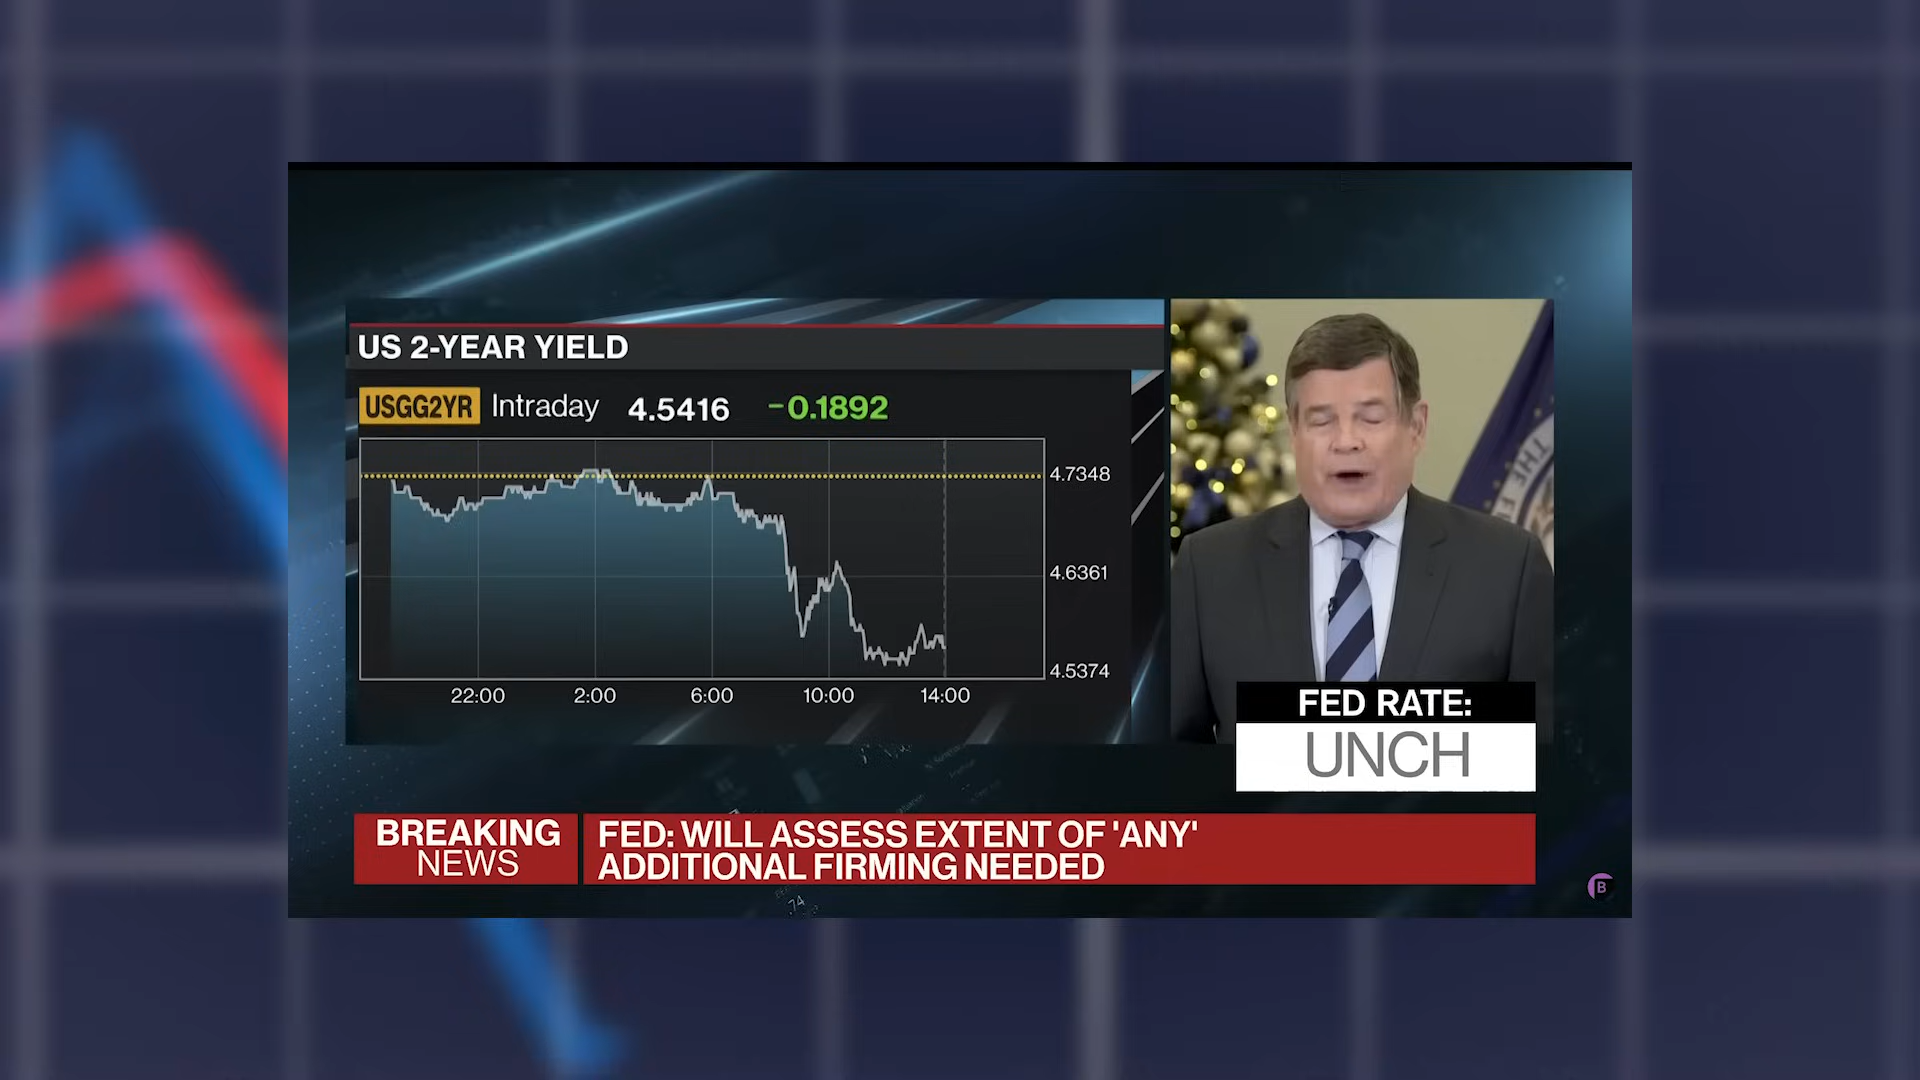 US 2-YEAR YIELD
USGG2YR Intraday 4.5416 -0.1892
4.7348
4.6361
4.5374
22:00 2:00 6:00 10:00 14:00
FED RATE:
UNCH
BREAKING
NEWS
FED: WILL ASSESS EXTENT OF 'ANY'
ADDITIONAL FIRMING NEEDED
B
74
THE